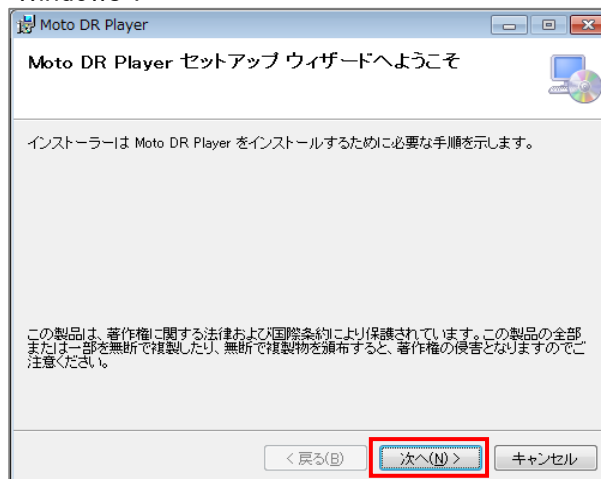 Moto DR Player
Moto DR Player セットアップ ウィザードへようこそ
インストーラーは Moto DR Player をインストールするために必要な手順を示します。
この製品は、著作権に関する法律および国際条約により保護されています。この製品の全部
または一部を無断で複製したり、無断で複製物を頒布すると、著作権の侵害となりますのでご
注意ください。
< 戻る(B)
次へ(N) >
キャンセル